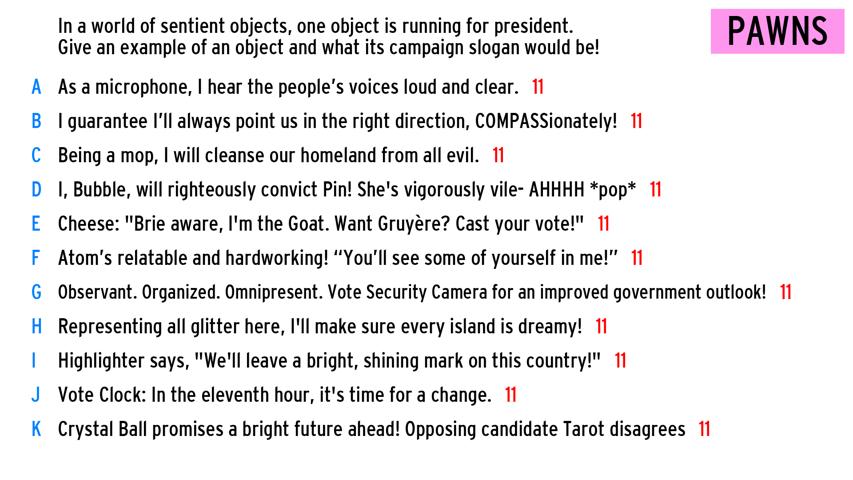 In a world of sentient objects, one object is running for president.
Give an example of an object and what its campaign slogan would be!
PAWNS
A As a microphone, I hear the people’s voices loud and clear. 11
B I guarantee I’ll always point us in the right direction, COMPASSionately! 11
C Being a mop, I will cleanse our homeland from all evil. 11
D I, Bubble, will righteously convict Pin! She's vigorously vile- AHHHH *pop* 11
E Cheese: "Brie aware, I'm the Goat. Want Gruyère? Cast your vote!" 11
F Atom’s relatable and hardworking! “You’ll see some of yourself in me!” 11
G Observant. Organized. Omnipresent. Vote Security Camera for an improved government outlook! 11
H Representing all glitter here, I'll make sure every island is dreamy! 11
I Highlighter says, "We'll leave a bright, shining mark on this country!" 11
J Vote Clock: In the eleventh hour, it's time for a change. 11
K Crystal Ball promises a bright future ahead! Opposing candidate Tarot disagrees 11